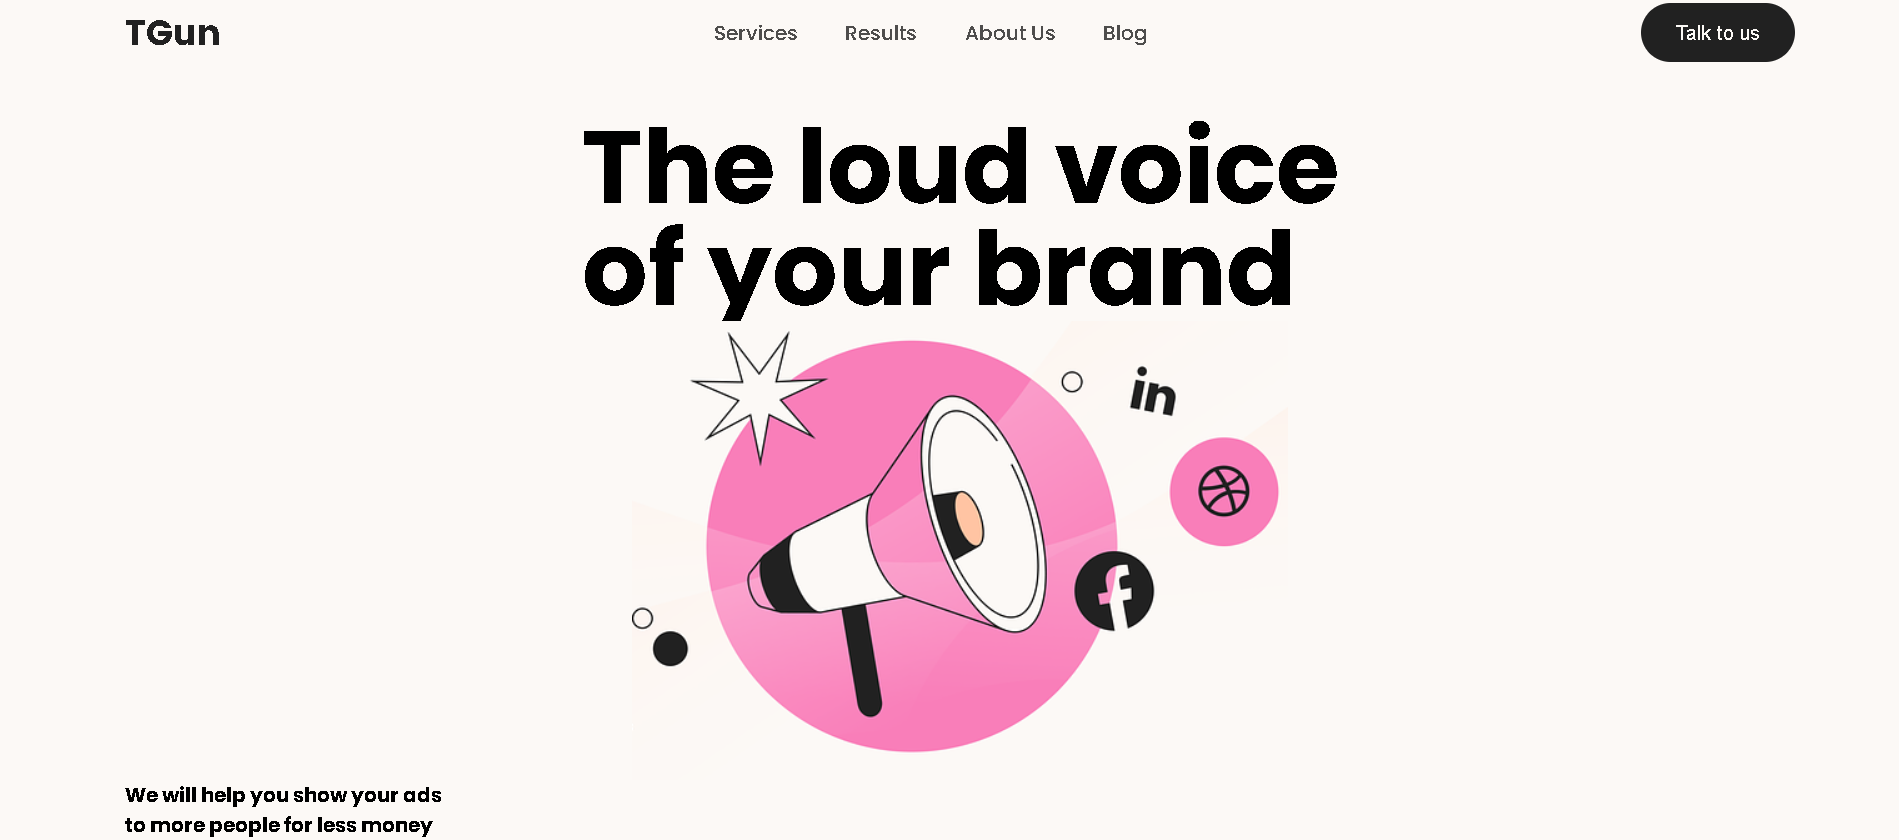 TGun
Services
Results
About Us
Blog
Talk to us
The loud voice
of your brand
in
We will help you show your ads
to more people for less money